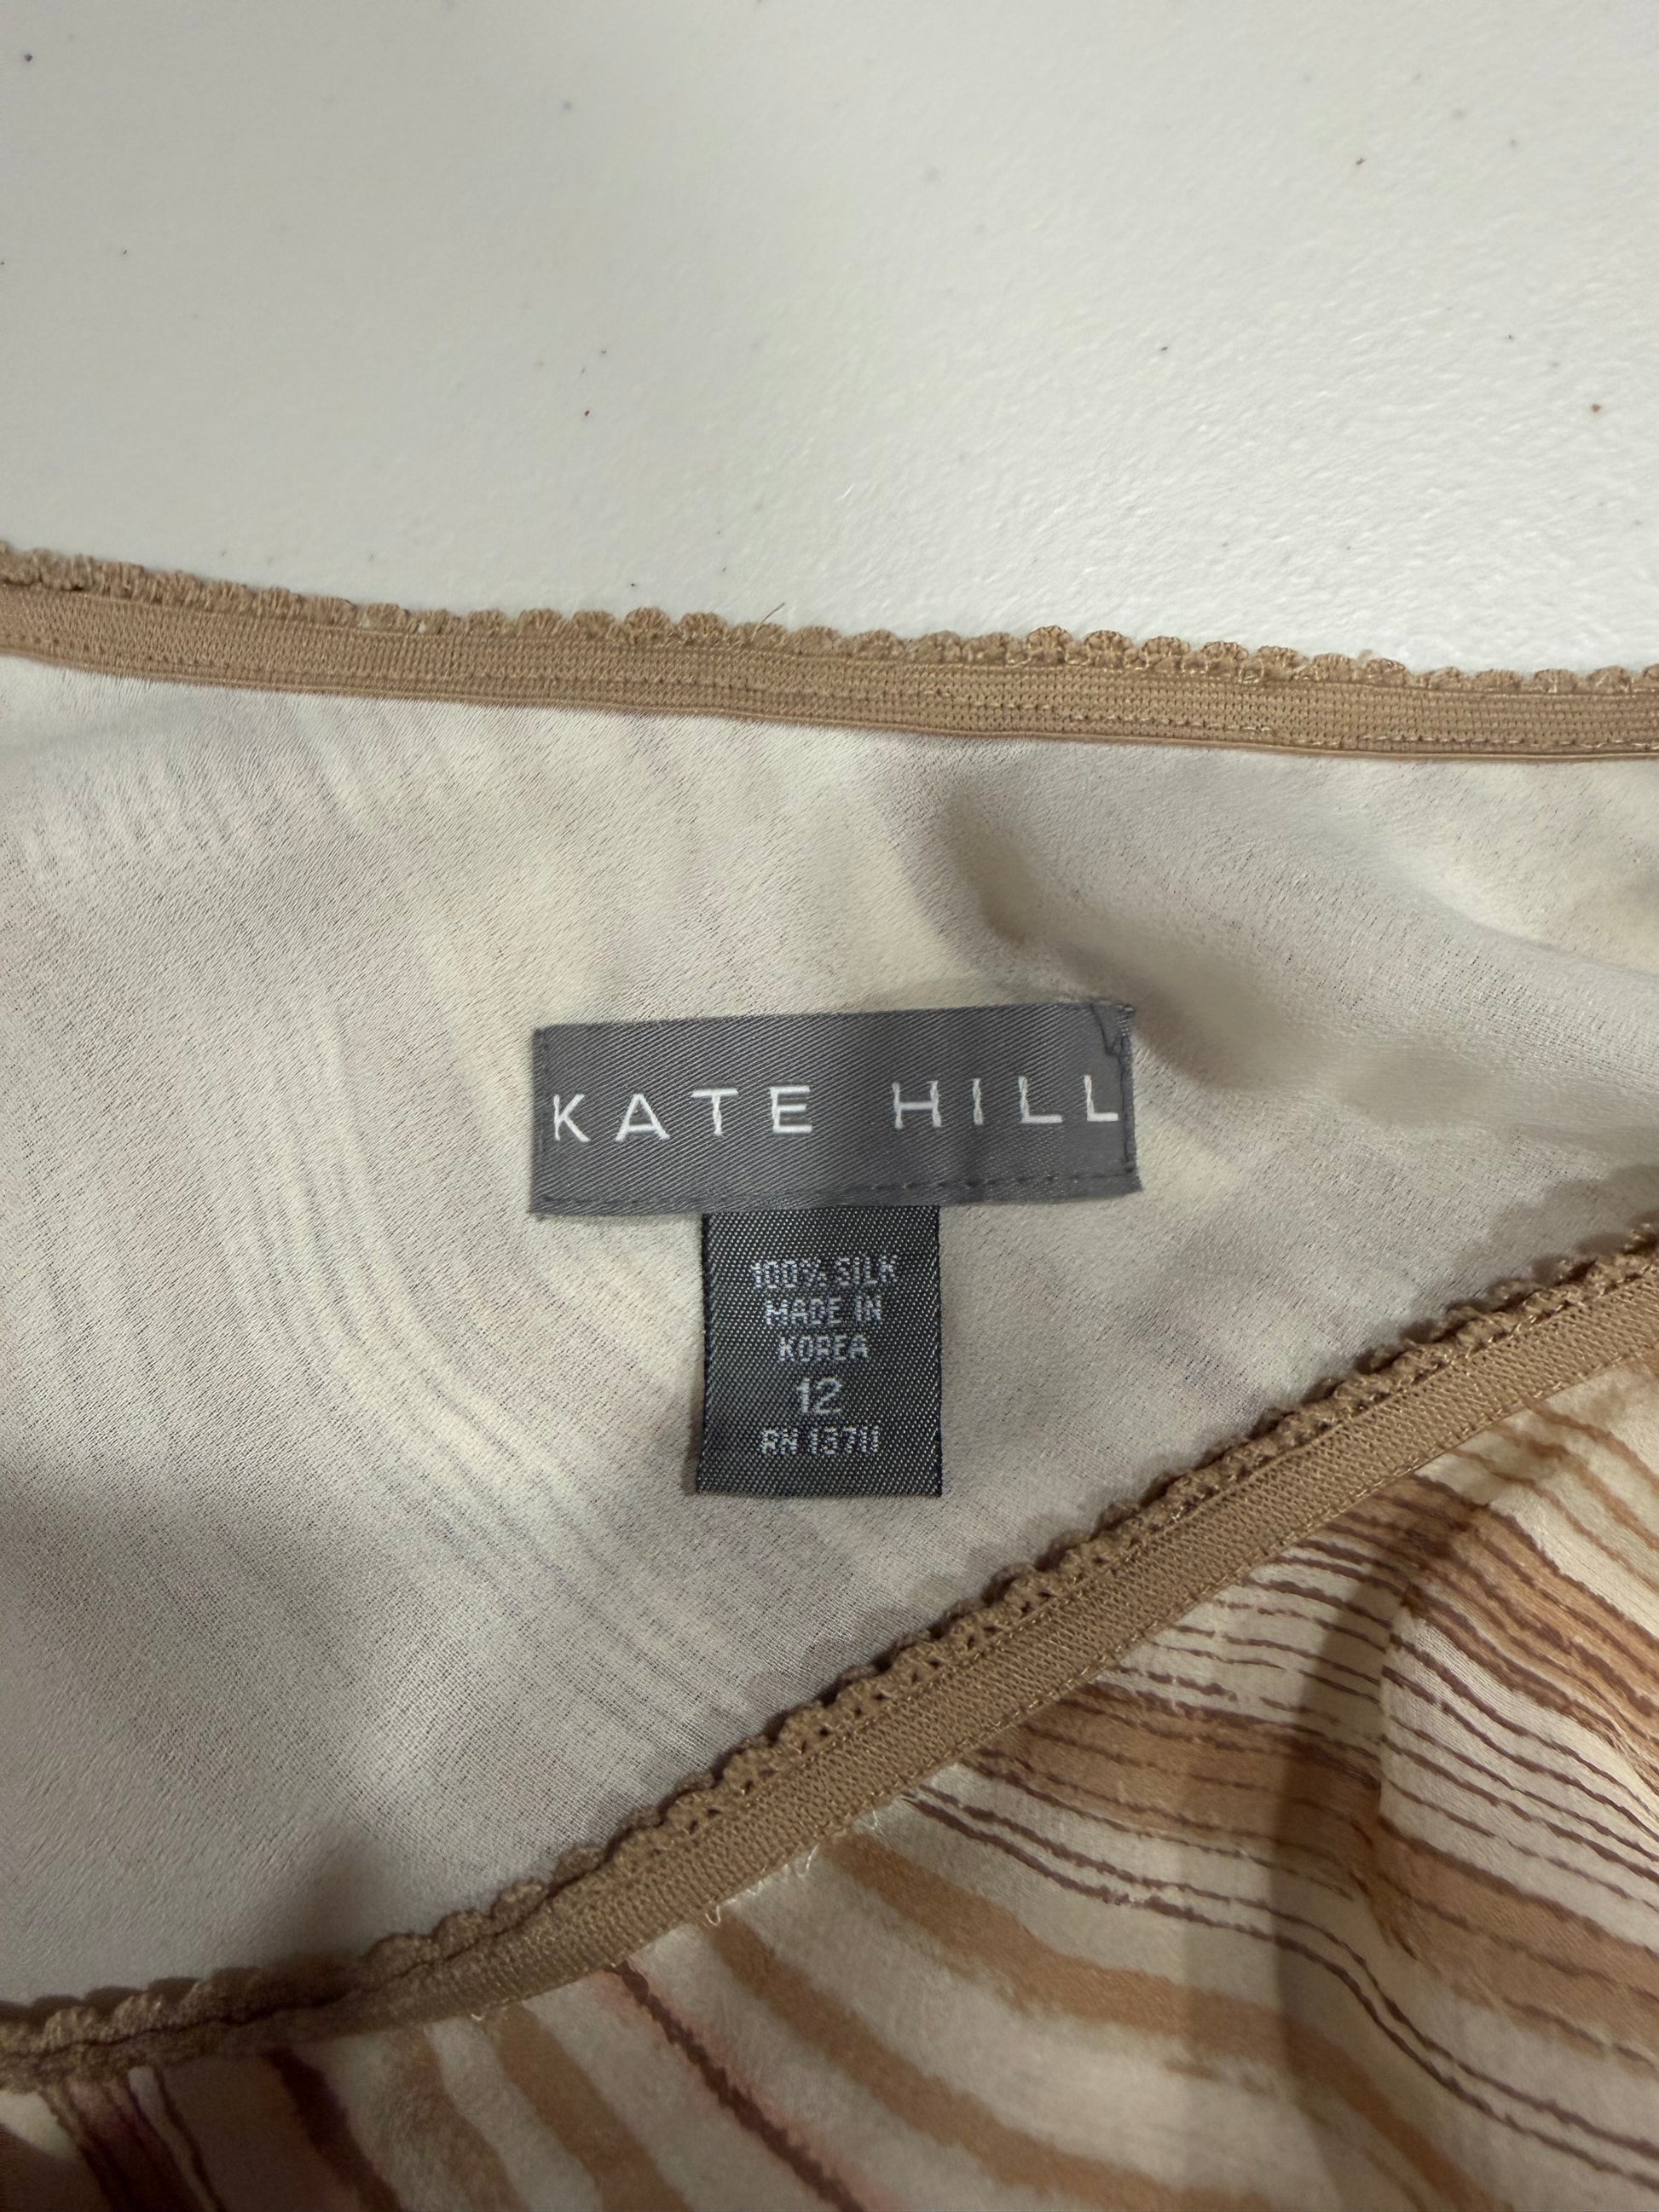 KATE HILL
100% SILK
MADE IN
KOREA
12
RN 13711